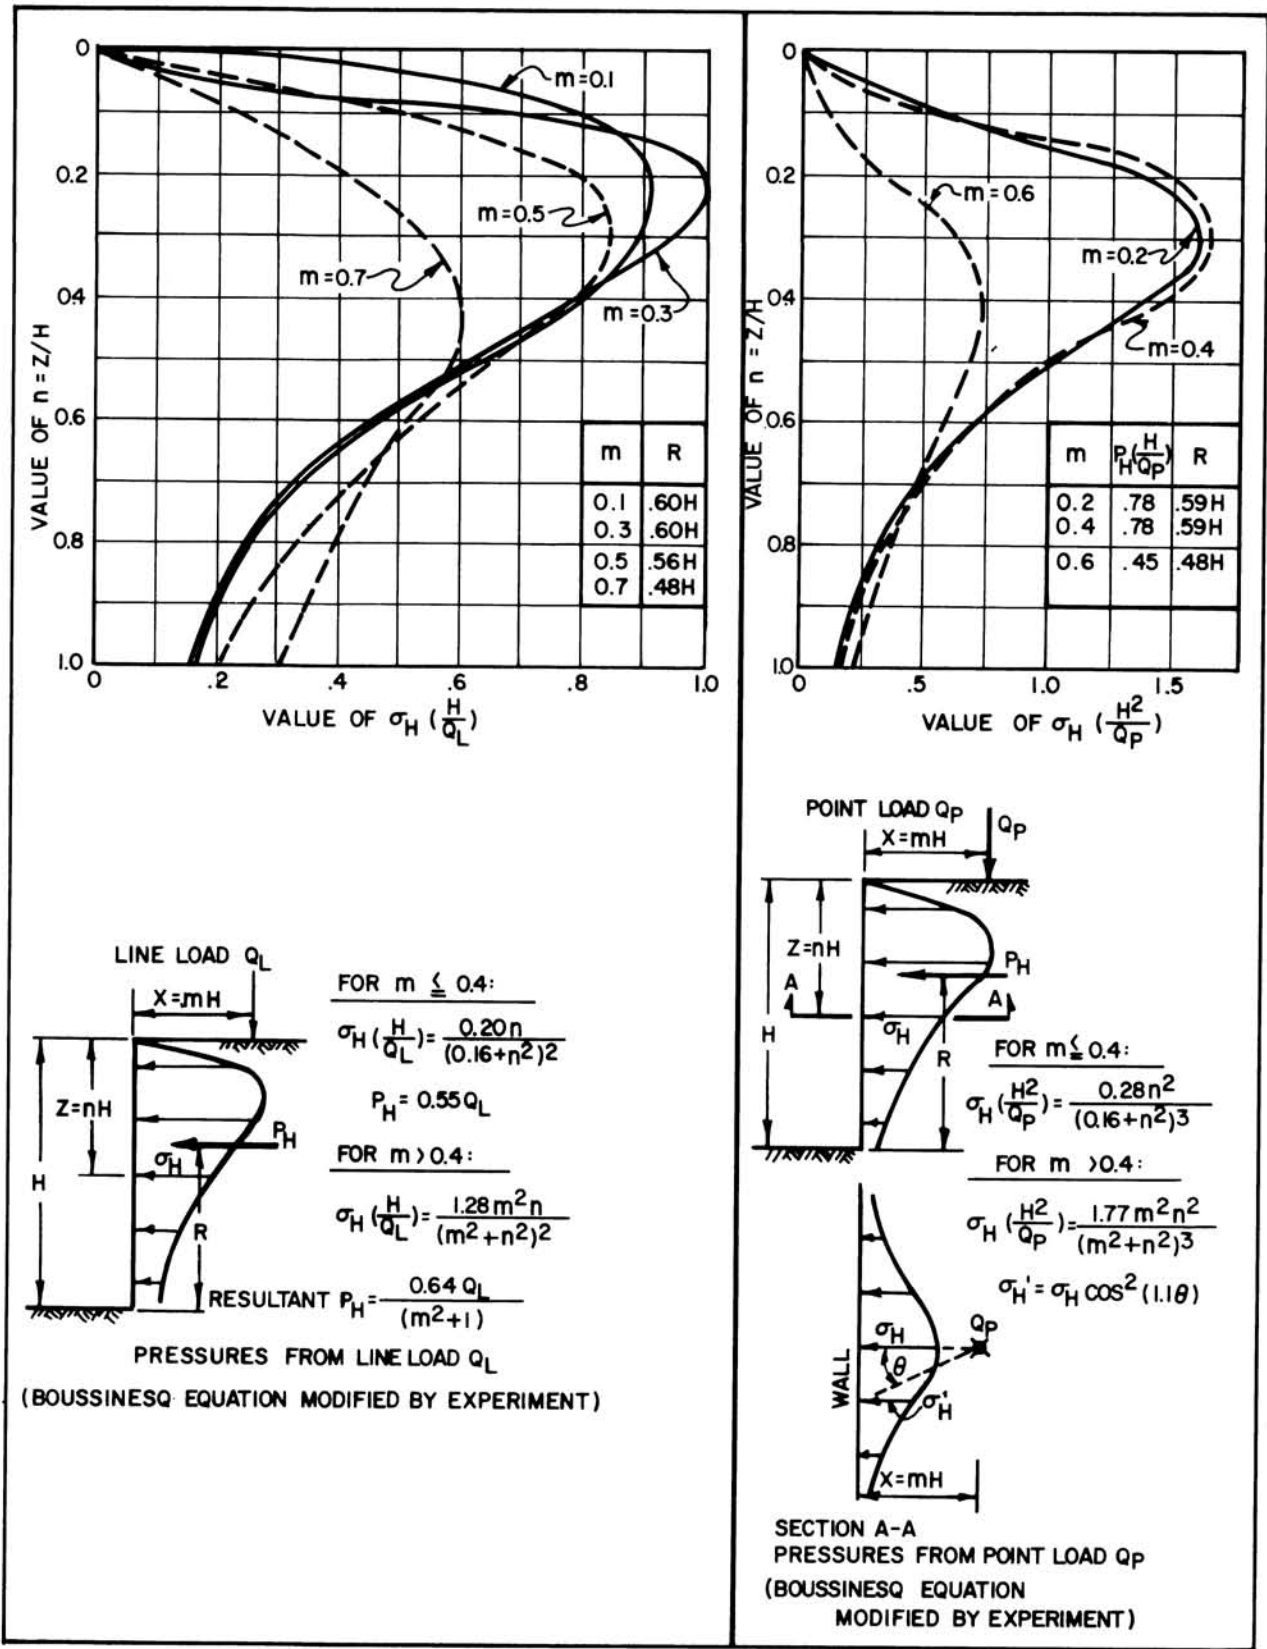 0
0.2
04
0.6
0.8
1.0
VALUE OF n = Z/H
m=0.1
m=0.5
m=0.7
m=0.3
m R
0.1 .60H
0.3 .60H
0.5 .56H
0.7 .48H
0 .2 .4 .6 .8 1.0
VALUE OF σH (H/QL)
LINE LOAD QL
X=mH
Z=nH
H
σH
PH
R
FOR m ≦ 0.4:
σH(H/QL)=0.20n/(0.16+n²)²
PH = 0.55QL
FOR m > 0.4:
σH(H/QL)=1.28m²n/(m²+n²)²
RESULTANT PH=0.64QL/(m²+1)
PRESSURES FROM LINE LOAD QL
(BOUSSINESQ EQUATION MODIFIED BY EXPERIMENT)
0
0.2
04
0.6
0.8
1.0
VALUE OF n = Z/H
m=0.6
m=0.2
m=0.4
m PH(H/QP) R
0.2 .78 .59H
0.4 .78 .59H
0.6 .45 .48H
0 .5 1.0 1.5
VALUE OF σH (H²/QP)
POINT LOAD QP
QP
X=mH
Z=nH
PH
A A
H
σH
R
FOR m≦0.4:
σH(H²/QP)=0.28n²/(0.16+n²)³
FOR m >0.4:
σH(H²/QP)=1.77m²n²/(m²+n²)³
σH'=σH COS²(1.1θ)
QP
σH
θ
WALL
σH'
X=mH
SECTION A-A
PRESSURES FROM POINT LOAD QP
(BOUSSINESQ EQUATION
MODIFIED BY EXPERIMENT)